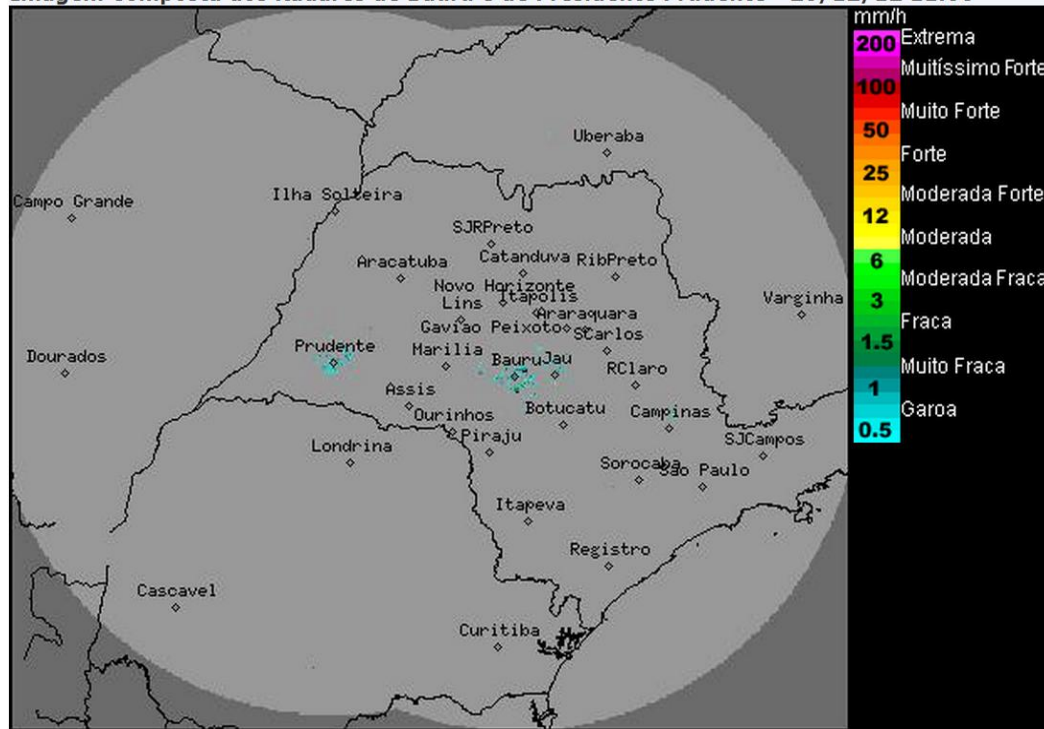 mm/h
200 Extrema
Muitíssimo Forte
100
Muito Forte
50
Forte
25
Moderada Forte
12
Moderada
6
Moderada Fraca
3
Fraca
1.5
Muito Fraca
1
Garoa
0.5
Uberaba
Campo Grande
Ilha Solteira
SJRPreto
Aracatuba
Catanduva
RibPreto
Novo Horizonte
Itapolis
Lins
Araraquara
Varginha
Gaviao Peixoto
SCarlos
Prudente
Marilia
Bauru
Jau
Dourados
RClaro
Assis
Ourinhos
Botucatu
Campinas
Piraju
SJCampos
Londrina
Sorocaba
Sao Paulo
Itapeva
Registro
Cascavel
Curitiba